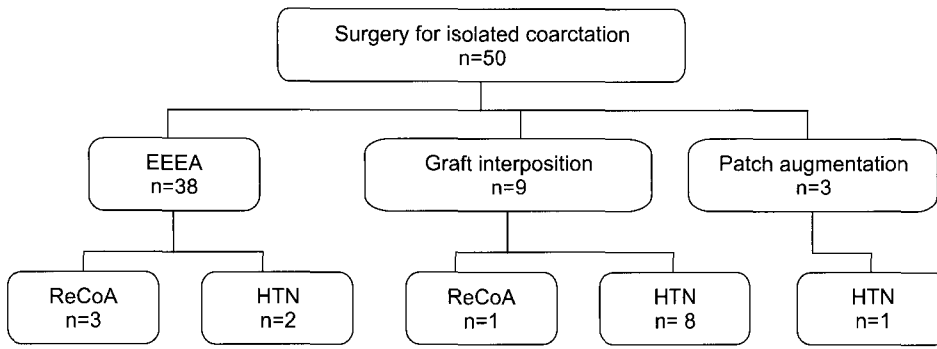 Surgery for isolated coarctation
n=50
EEEA
n=38
Graft interposition
n=9
Patch augmentation
n=3
ReCoA
n=3
HTN
n=2
ReCoA
n=1
HTN
n= 8
HTN
n=1